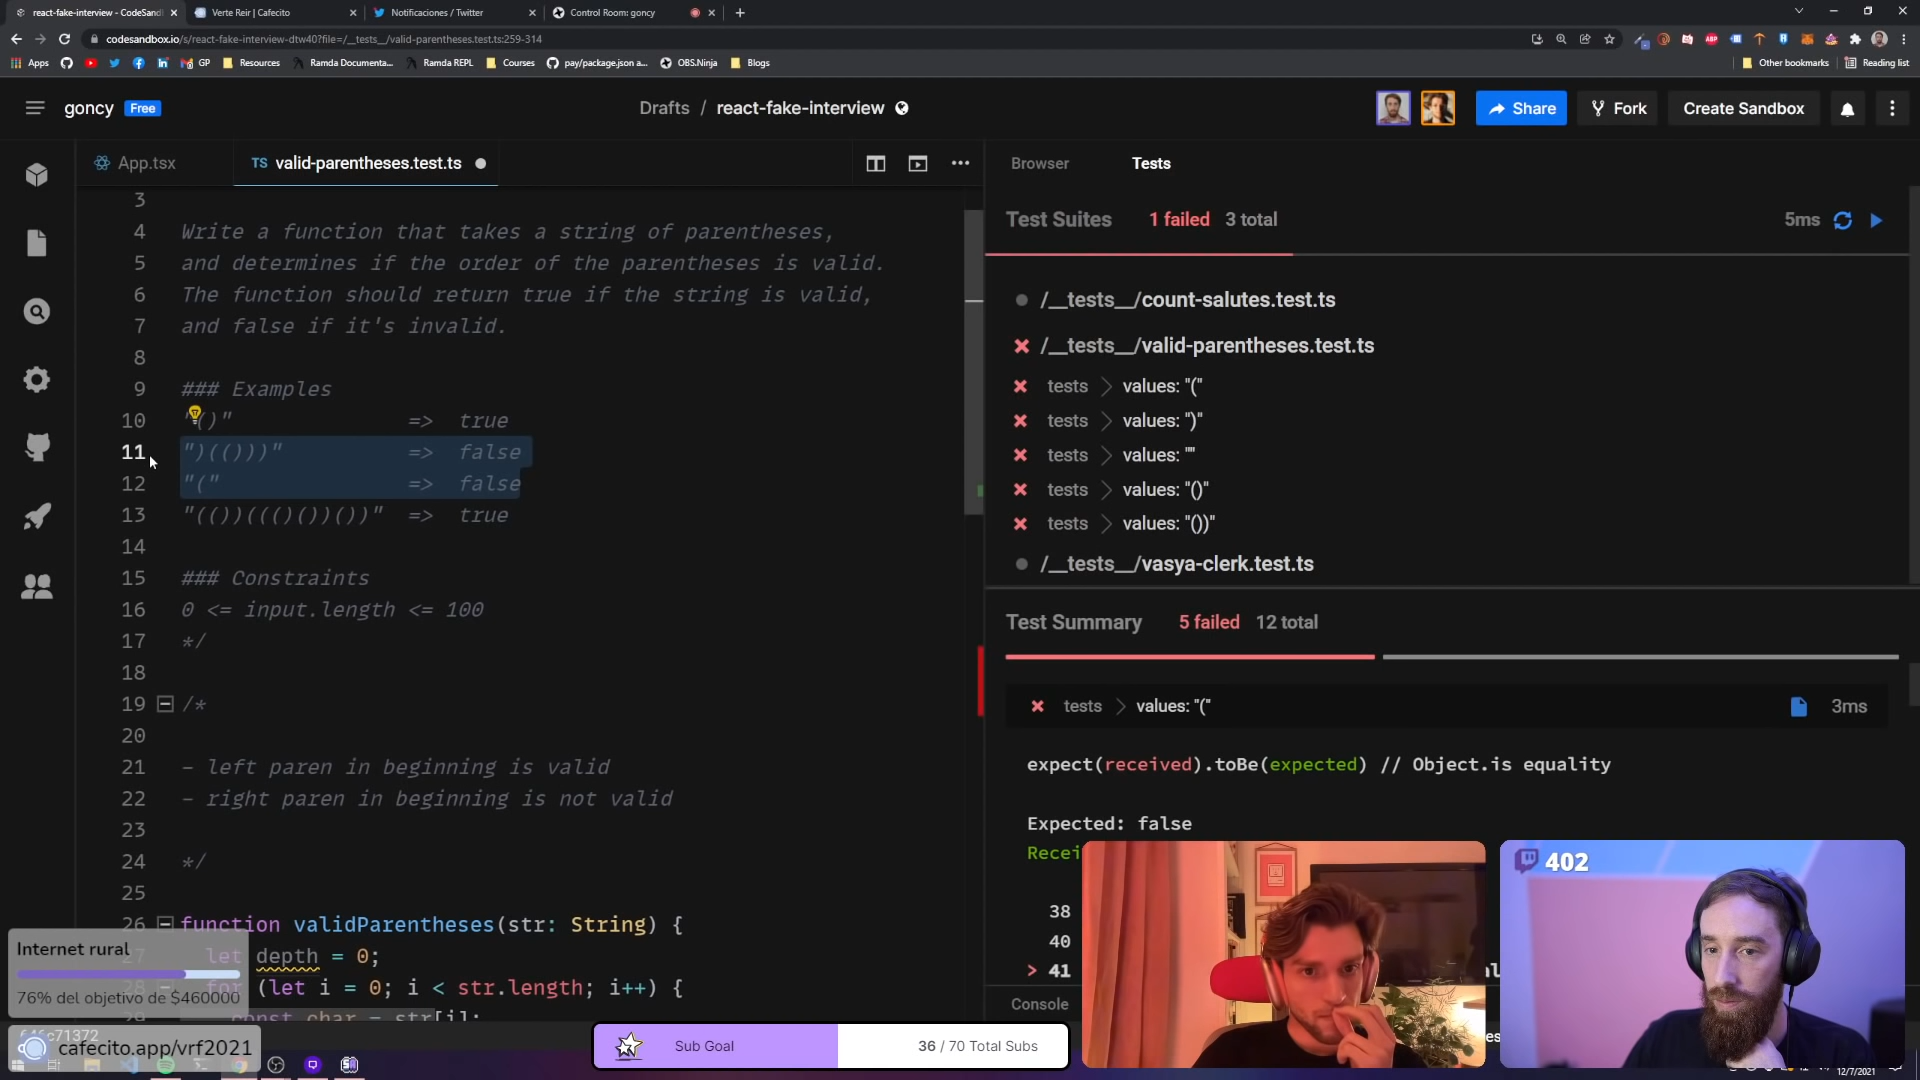 react-fake-interview - CodeSand
Verte Reir | Cafecito
Notificaciones / Twitter
Control Room: goncy
codesandbox.io/s/react-fake-interview-dtw40?file=/__tests__/valid-parentheses.test.ts:259-314
Apps
GP
Resources
Ramda Documenta...
Ramda REPL
Courses
pay/package.json a...
OBS.Ninja
Blogs
Other bookmarks
Reading list
goncy Free
Drafts / react-fake-interview
Share
Fork
Create Sandbox
App.tsx
TS valid-parentheses.test.ts
3
4 Write a function that takes a string of parentheses,
5 and determines if the order of the parentheses is valid.
6 The function should return true if the string is valid,
7 and false if it's invalid.
8
9 ### Examples
10 "()" => true
11 ")(()))" => false
12 "(" => false
13 "(())((()())())" => true
14
15 ### Constraints
16 0 <= input.length <= 100
17 */
18
19 /*
20
21 - left paren in beginning is valid
22 - right paren in beginning is not valid
23
24 */
25
26 function validParentheses(str: String) {
27 let depth = 0;
28 for (let i = 0; i < str.length; i++) {
29 const char = str[i];
Browser
Tests
Test Suites 1 failed 3 total
5ms
/__tests__/count-salutes.test.ts
/__tests__/valid-parentheses.test.ts
tests > values: "("
tests > values: ")"
tests > values: ""
tests > values: "()"
tests > values: "())"
/__tests__/vasya-clerk.test.ts
Test Summary 5 failed 12 total
tests > values: "("
3ms
expect(received).toBe(expected) // Object.is equality
Expected: false
Recei
38
40
> 41
Console
402
Internet rural
76% del objetivo de $460000
cafecito.app/vrf2021
Sub Goal
36 / 70 Total Subs
12/7/2021